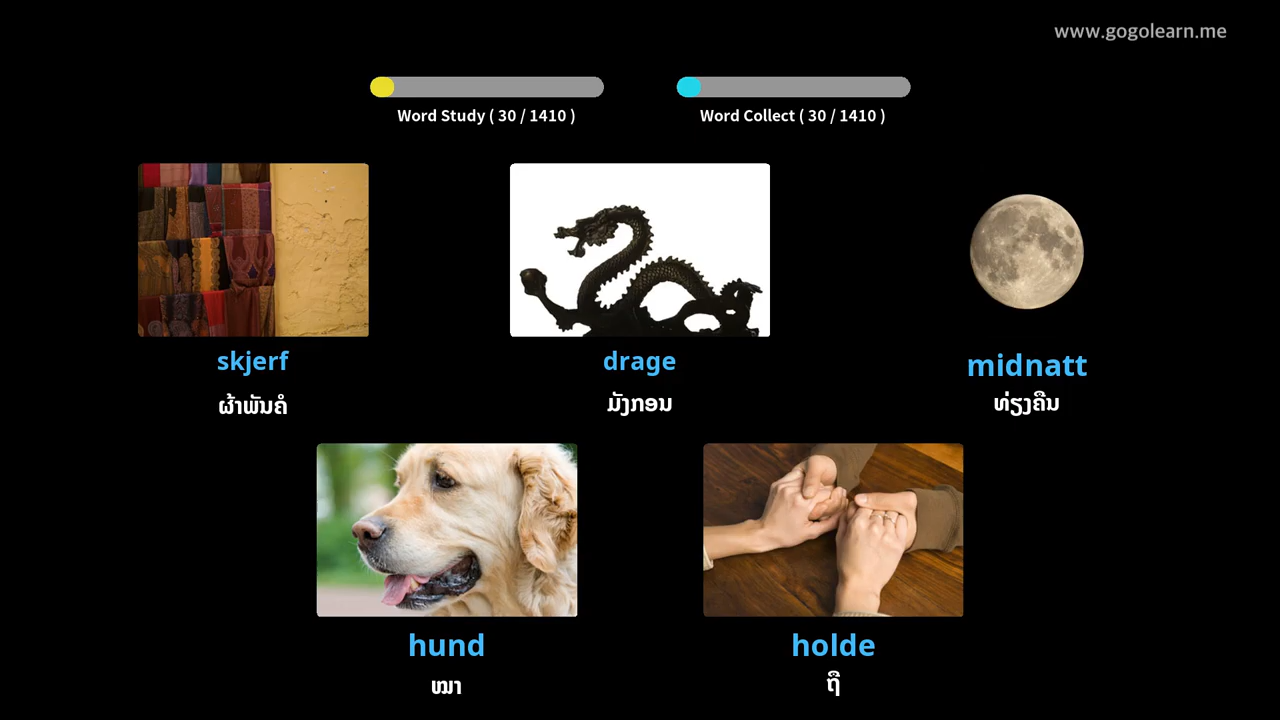 www.gogolearn.me
Word Study ( 30 / 1410 )
Word Collect ( 30 / 1410 )
skjerf
ຜ້າພັນຄໍ
drage
ມັງກອນ
midnatt
ທ່ຽງຄືນ
hund
ໝາ
holde
ຖື